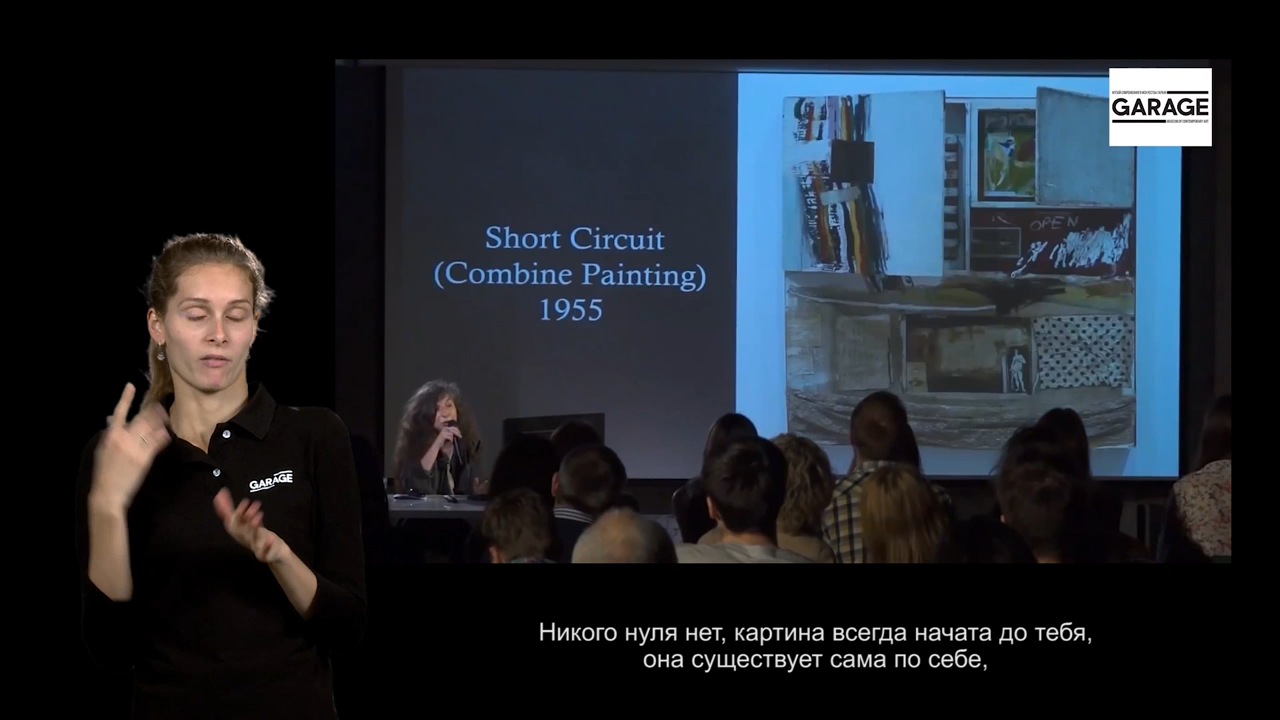 GARAGE
Short Circuit
(Combine Painting)
1955
OPEN
GARAGE
Никого нуля нет, картина всегда начата до тебя,
она существует сама по себе,